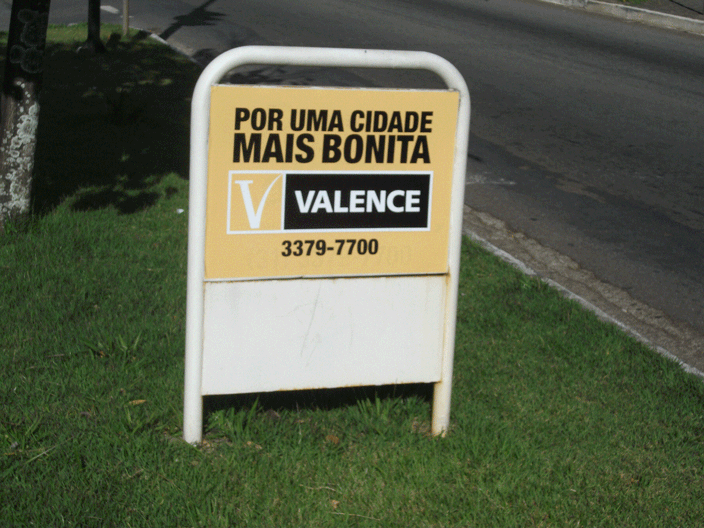 POR UMA CIDADE
MAIS BONITA
V VALENCE
3379-7700